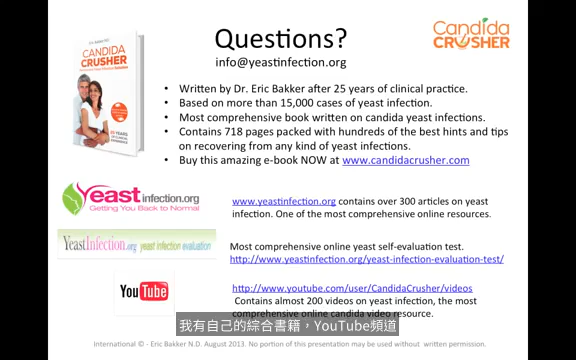 Eric Bakker
CANDIDA
CRUSHER
25 YEARS
Questions?
info@yeastinfection.org
Candida
CRUSHER
• Written by Dr. Eric Bakker after 25 years of clinical practice.
• Based on more than 15,000 cases of yeast infection.
• Most comprehensive book written on candida yeast infections.
• Contains 718 pages packed with hundreds of the best hints and tips
on recovering from any kind of yeast infections.
• Buy this amazing e-book NOW at www.candidacrusher.com
Yeastinfection.org
Getting You Back to Normal
www.yeastinfection.org contains over 300 articles on yeast
infection. One of the most comprehensive online resources.
YeastInfection.org yeast infection evaluation
Most comprehensive online yeast self-evaluation test.
http://www.yeastinfection.org/yeast-infection-evaluation-test/
YouTube
http://www.youtube.com/user/CandidaCrusher/videos
Contains almost 200 videos on yeast infection, the most
comprehensive online candida video resource.
我有自己的綜合書籍，YouTube頻道
International © - Eric Bakker N.D. August 2013. No portion of this presentation may be used without written permission.